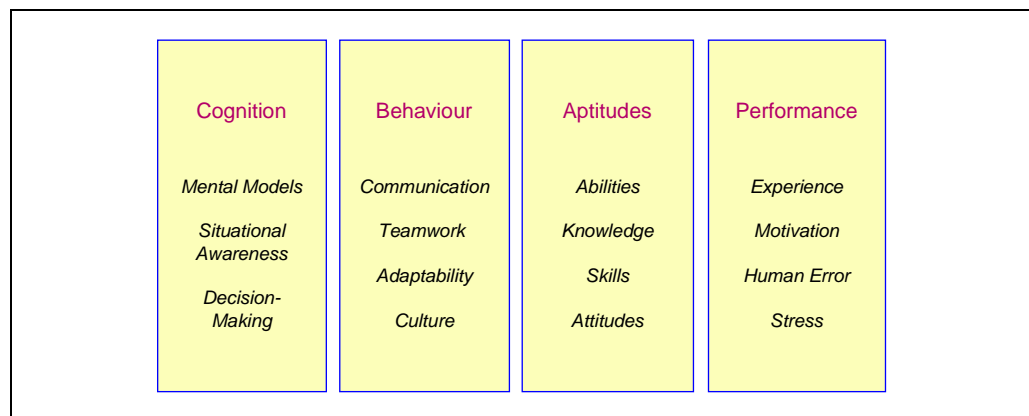 Cognition
Mental Models
Situational
Awareness
Decision-
Making
Behaviour
Communication
Teamwork
Adaptability
Culture
Aptitudes
Abilities
Knowledge
Skills
Attitudes
Performance
Experience
Motivation
Human Error
Stress